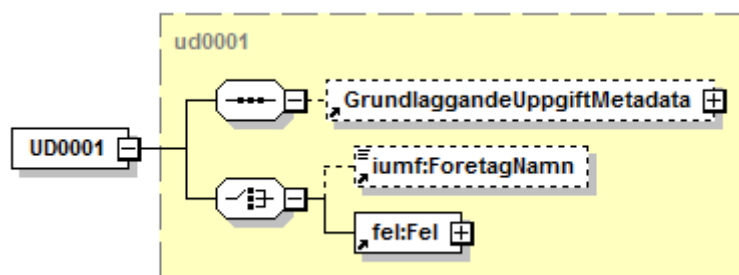 ud0001
GrundlaggandeUppgiftMetadata
UD0001
iumf:ForetagNamn
fel:Fel